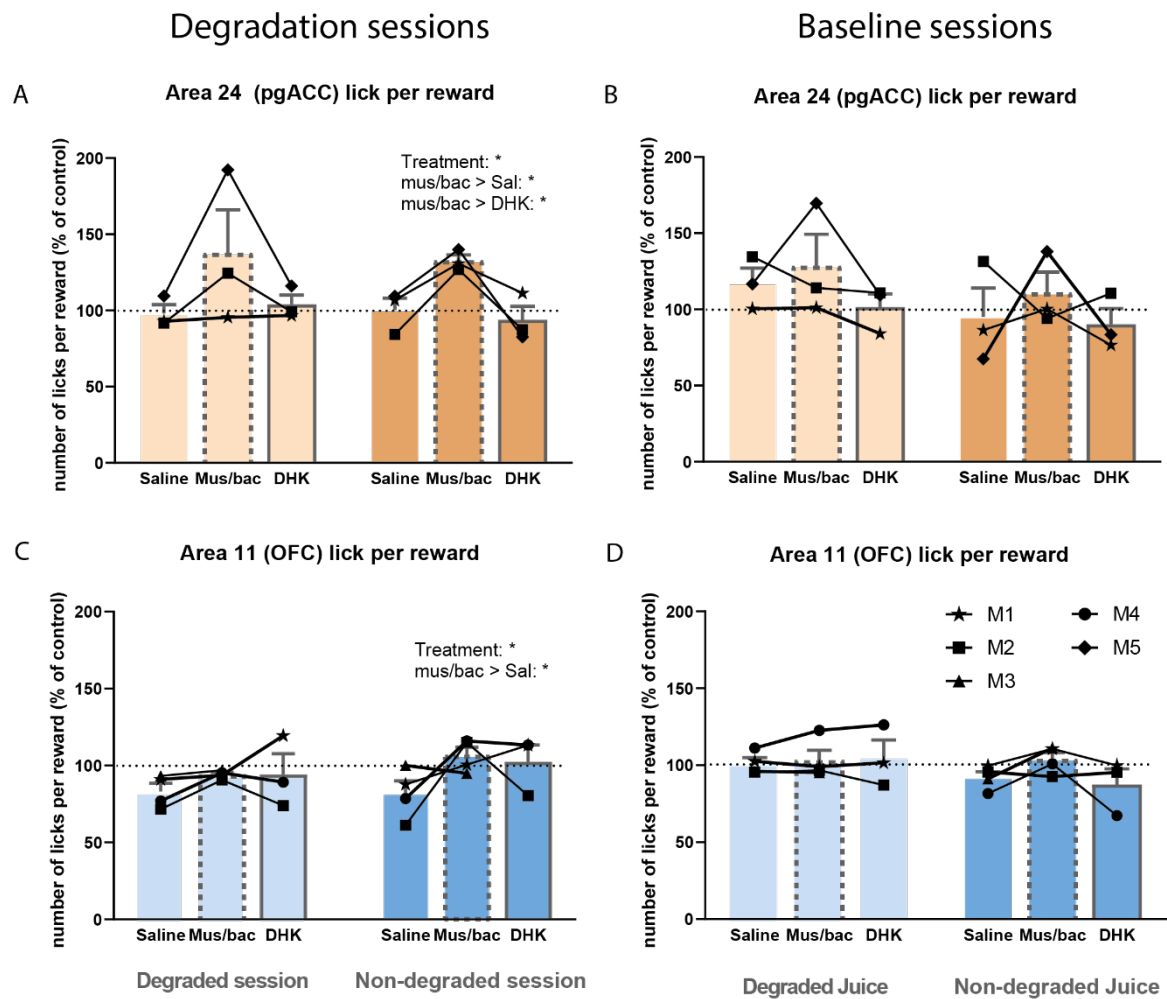 Degradation sessions
Baseline sessions
A
Area 24 (pgACC) lick per reward
number of licks per reward (% of control)
200
150
100
50
0
Treatment: *
mus/bac > Sal: *
mus/bac > DHK: *
Saline Mus/bac DHK
Saline Mus/bac DHK
B
Area 24 (pgACC) lick per reward
number of licks per reward (% of control)
200
150
100
50
0
Saline Mus/bac DHK
Saline Mus/bac DHK
C
Area 11 (OFC) lick per reward
number of licks per reward (% of control)
200
150
100
50
0
Treatment: *
mus/bac > Sal: *
Saline Mus/bac DHK
Saline Mus/bac DHK
Degraded session
Non-degraded session
D
Area 11 (OFC) lick per reward
number of licks per reward (% of control)
200
150
100
50
0
M1
M2
M3
M4
M5
Saline Mus/bac DHK
Saline Mus/bac DHK
Degraded Juice
Non-degraded Juice